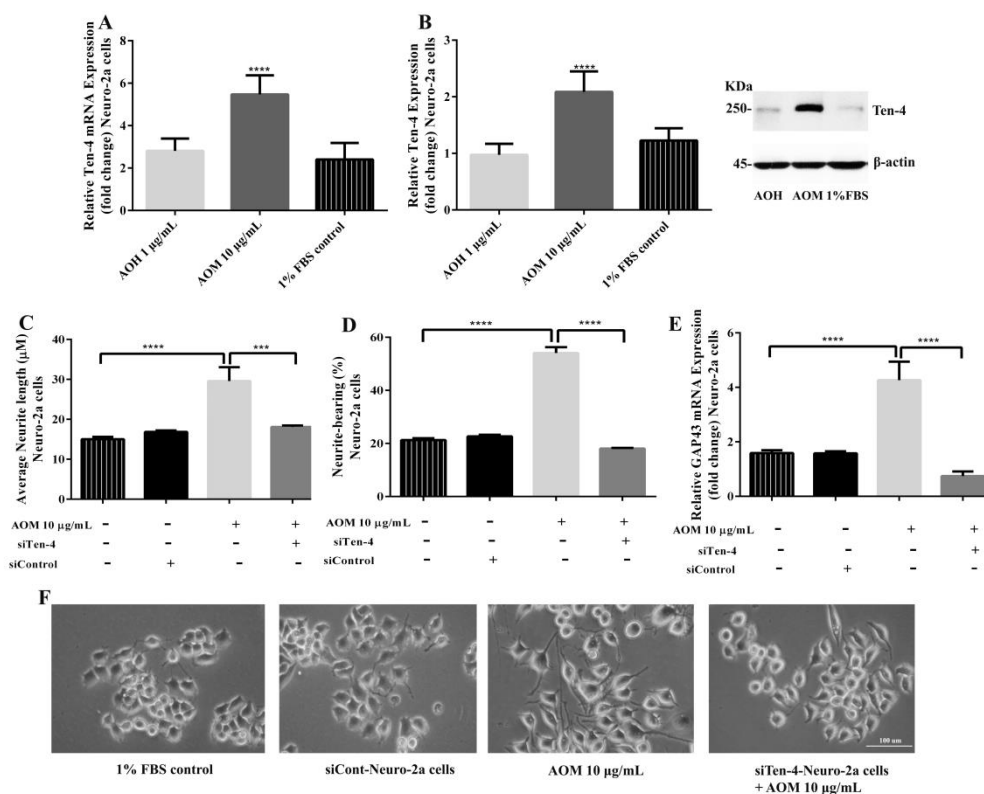 A
Relative Ten-4 mRNA Expression
(fold change) Neuro-2a cells
8
6
4
2
0
****
AOH 1 µg/mL
AOM 10 µg/mL
1% FBS control
B
Relative Ten-4 Expression
(fold change) Neuro-2a cells
3
2
1
0
****
AOH 1 µg/mL
AOM 10 µg/mL
1% FBS control
KDa
250-
Ten-4
45-
β-actin
AOH AOM 1%FBS
C
Average Neurite length (µM)
Neuro-2a cells
40
30
20
10
0
**** ***
AOM 10 µg/mL - - + +
siTen-4 - - - +
siControl - + - -
D
Neurite-bearing (%)
Neuro-2a cells
60
40
20
0
**** ****
AOM 10 µg/mL - - + +
siTen-4 - - - +
siControl - + - -
E
Relative GAP43 mRNA Expression
(fold change) Neuro-2a cells
6
4
2
0
**** ****
AOM 10 µg/mL - - + +
siTen-4 - - - +
siControl - + - -
F
100 um
1% FBS control
siCont-Neuro-2a cells
AOM 10 µg/mL
siTen-4-Neuro-2a cells
+ AOM 10 µg/mL